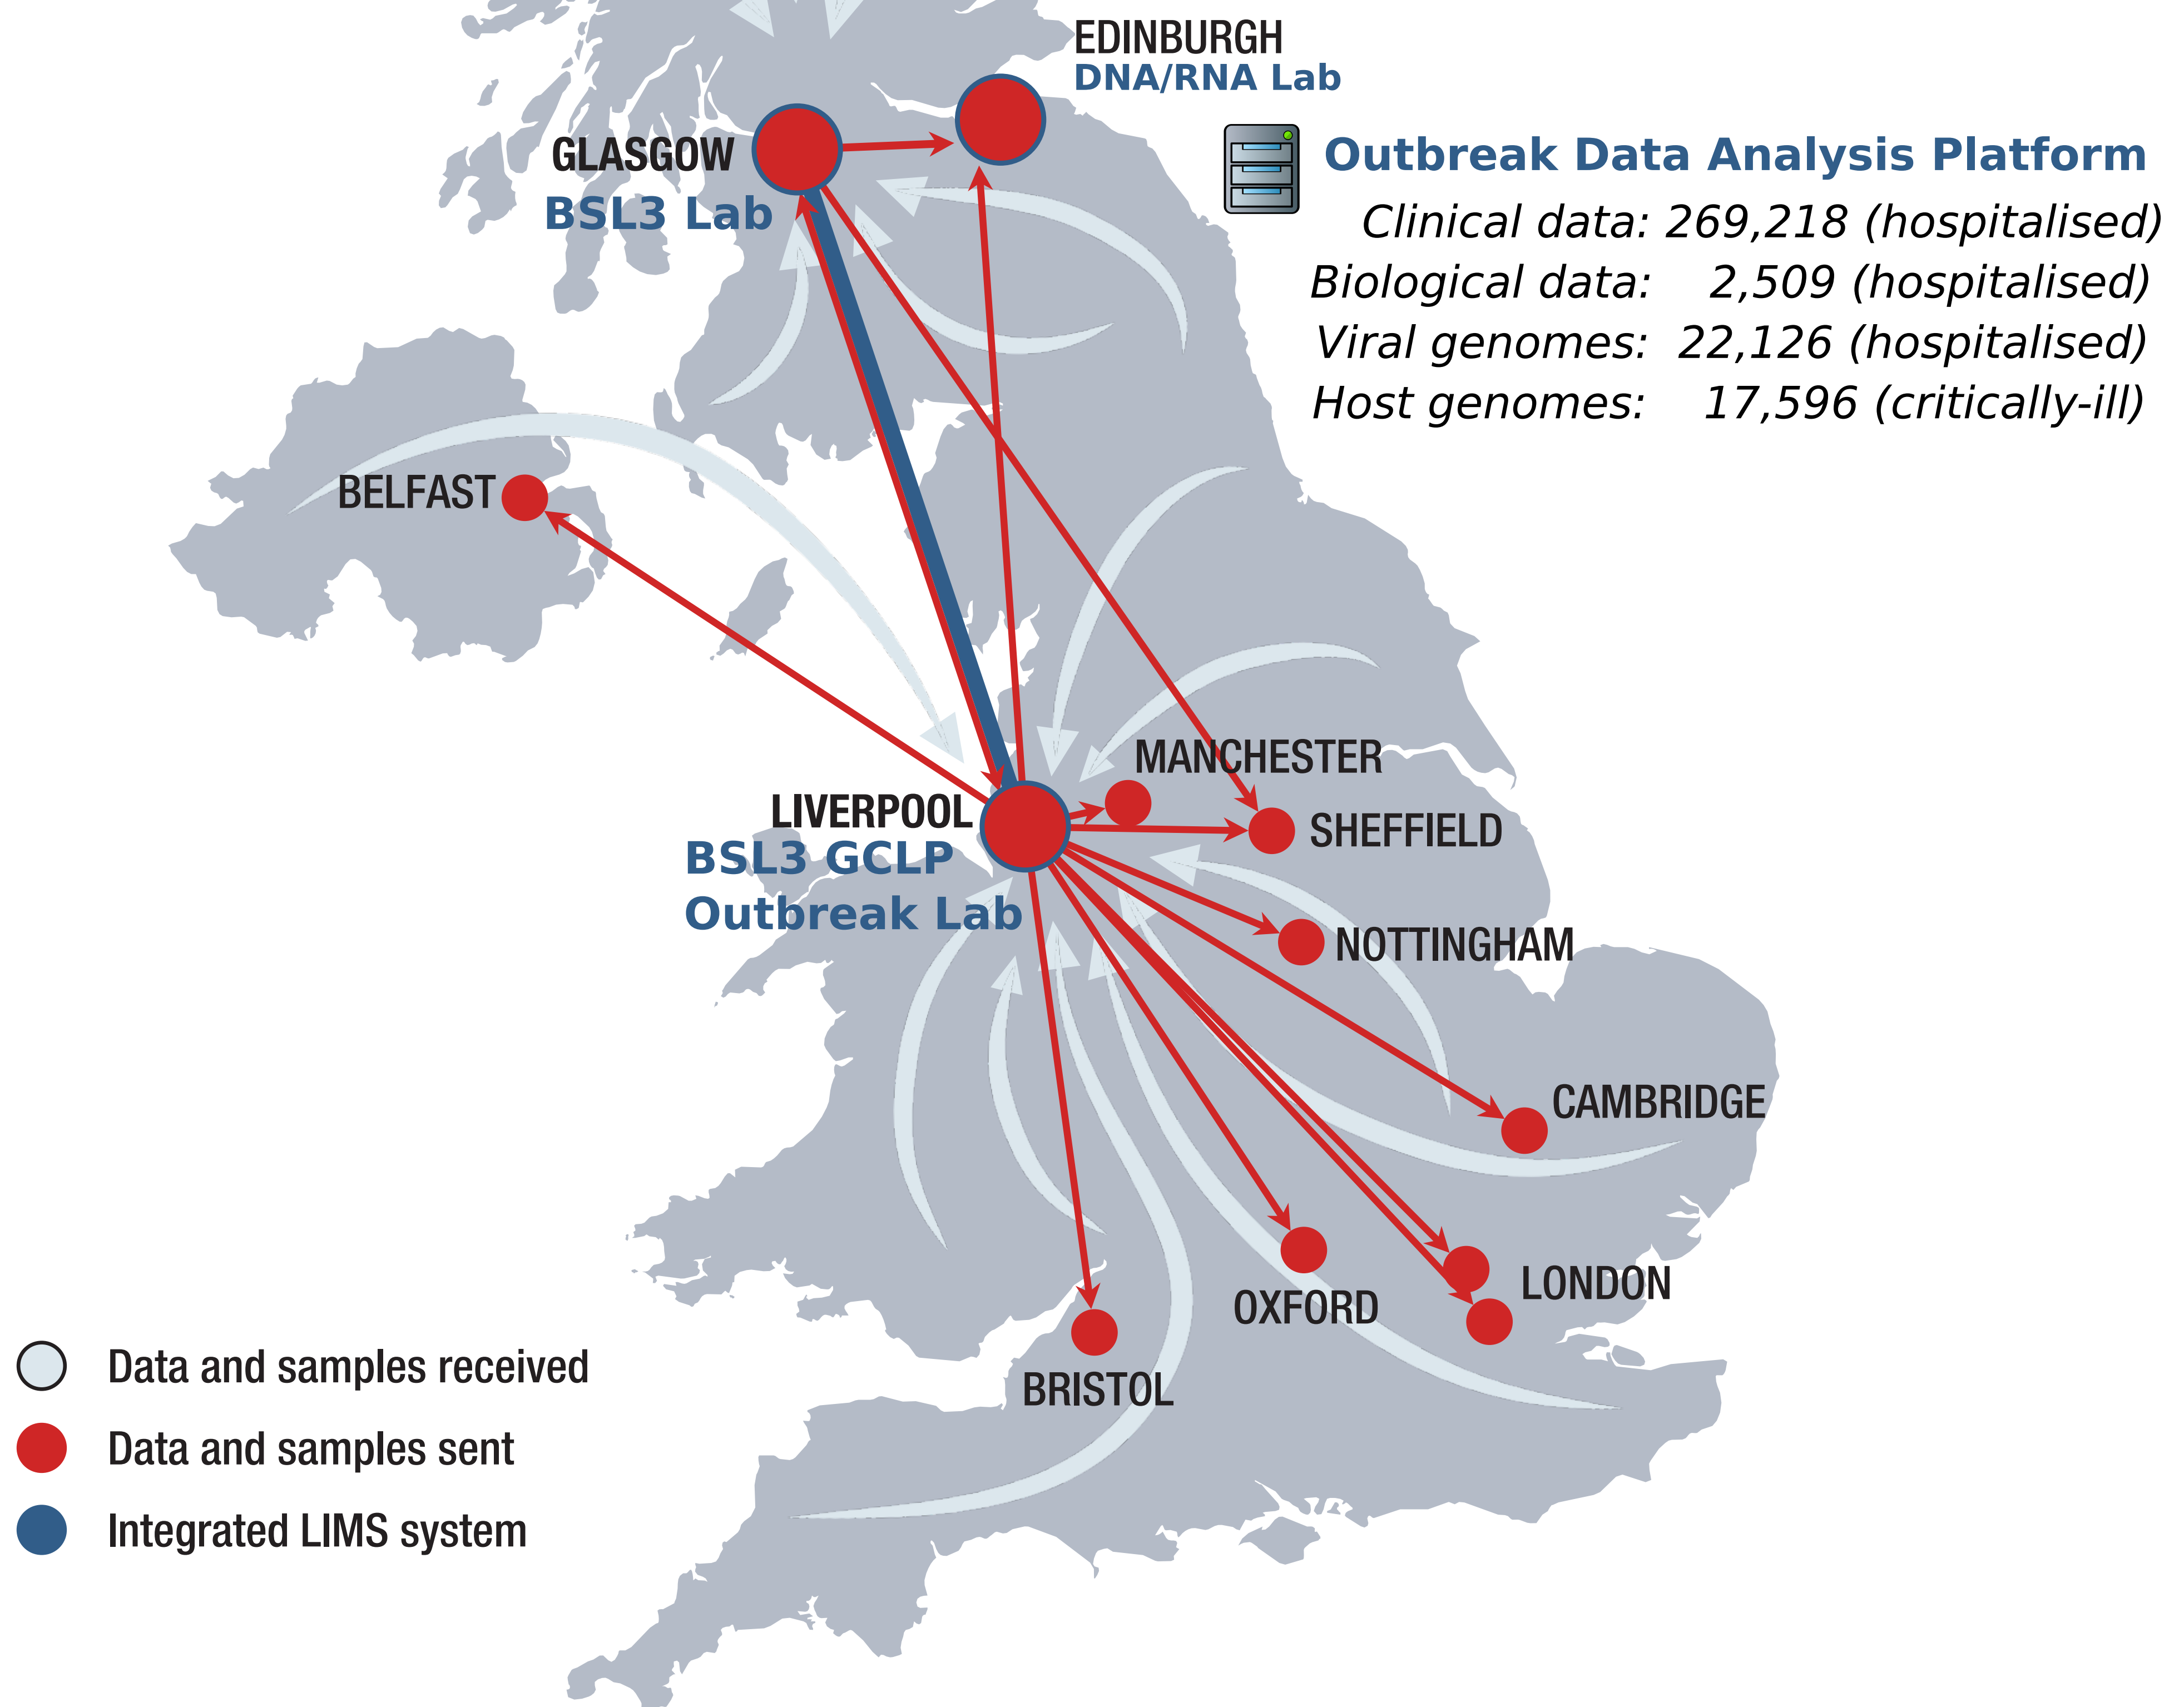 EDINBURGH
DNA/RNA Lab
GLASGOW
BSL3 Lab
Outbreak Data Analysis Platform
Clinical data: 269,218 (hospitalised)
Biological data: 2,509 (hospitalised)
Viral genomes: 22,126 (hospitalised)
Host genomes: 17,596 (critically-ill)
BELFAST
MANCHESTER
LIVERPOOL
BSL3 GCLP
Outbreak Lab
SHEFFIELD
NOTTINGHAM
CAMBRIDGE
LONDON
OXFORD
BRISTOL
Data and samples received
Data and samples sent
Integrated LIMS system